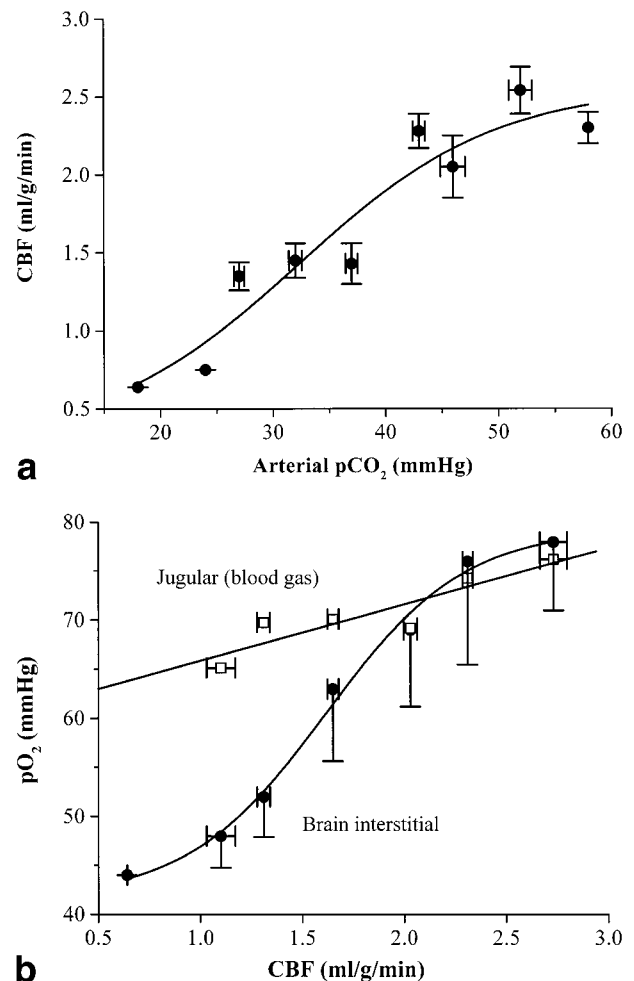 3.0
2.5
2.0
1.5
1.0
0.5
CBF (ml/g/min)
20 30 40 50 60
Arterial pCO₂ (mmHg)
a
80
70
60
50
40
pO₂ (mmHg)
Jugular (blood gas)
Brain interstitial
0.5 1.0 1.5 2.0 2.5 3.0
CBF (ml/g/min)
b